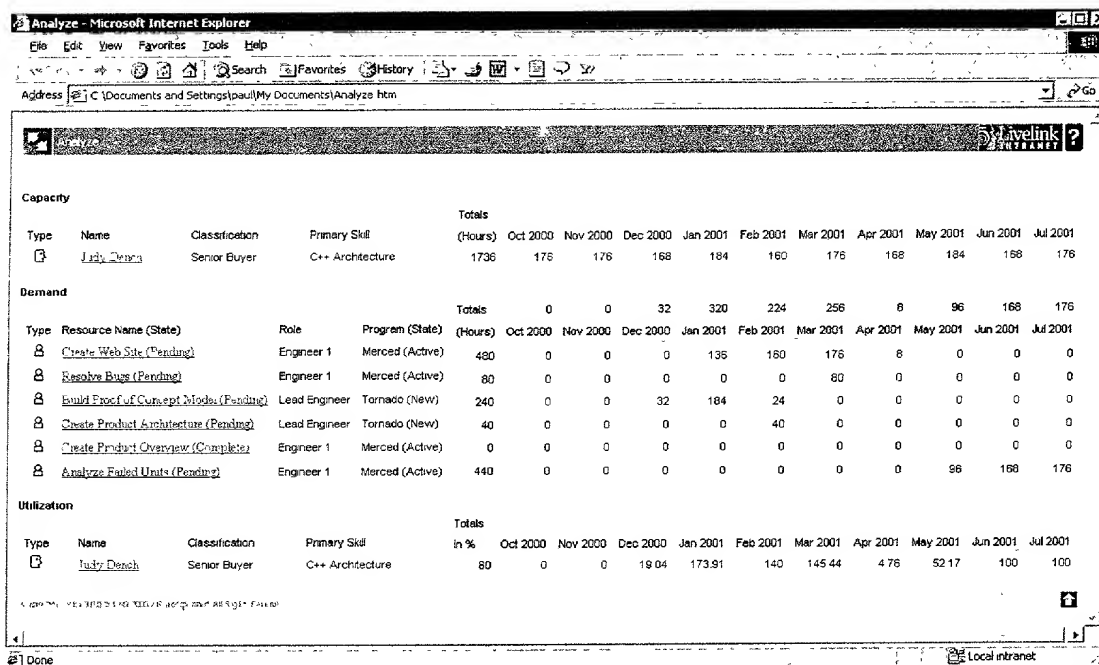 Analyze - Microsoft Internet Explorer
File Edit View Favorites Tools Help
Search Favorites History
Address C \Documents and Settings\paul\My Documents\Analyze htm Go
Analyze Livelink INTRANET ?
Capacity
Totals
Type Name Classification Primary Skill (Hours) Oct 2000 Nov 2000 Dec 2000 Jan 2001 Feb 2001 Mar 2001 Apr 2001 May 2001 Jun 2001 Jul 2001
Judy Dench Senior Buyer C++ Architecture 1736 176 176 168 184 160 176 168 184 168 176
Demand
Totals 0 0 32 320 224 256 8 96 168 176
Type Resource Name (State) Role Program (State) (Hours) Oct 2000 Nov 2000 Dec 2000 Jan 2001 Feb 2001 Mar 2001 Apr 2001 May 2001 Jun 2001 Jul 2001
Create Web Site (Pending) Engineer 1 Merced (Active) 480 0 0 0 136 160 176 8 0 0 0
Resolve Bugs (Pending) Engineer 1 Merced (Active) 80 0 0 0 0 0 80 0 0 0 0
Build Proof of Concept Model (Pending) Lead Engineer Tornado (New) 240 0 0 32 184 24 0 0 0 0 0
Create Product Architecture (Pending) Lead Engineer Tornado (New) 40 0 0 0 0 40 0 0 0 0 0
Create Product Overview (Complete) Engineer 1 Merced (Active) 0 0 0 0 0 0 0 0 0 0 0
Analyze Failed Units (Pending) Engineer 1 Merced (Active) 440 0 0 0 0 0 0 0 96 168 176
Utilization
Totals
Type Name Classification Primary Skill in % Oct 2000 Nov 2000 Dec 2000 Jan 2001 Feb 2001 Mar 2001 Apr 2001 May 2001 Jun 2001 Jul 2001
Judy Dench Senior Buyer C++ Architecture 80 0 0 19 04 173.91 140 145 44 4 76 52 17 100 100
Done Local intranet